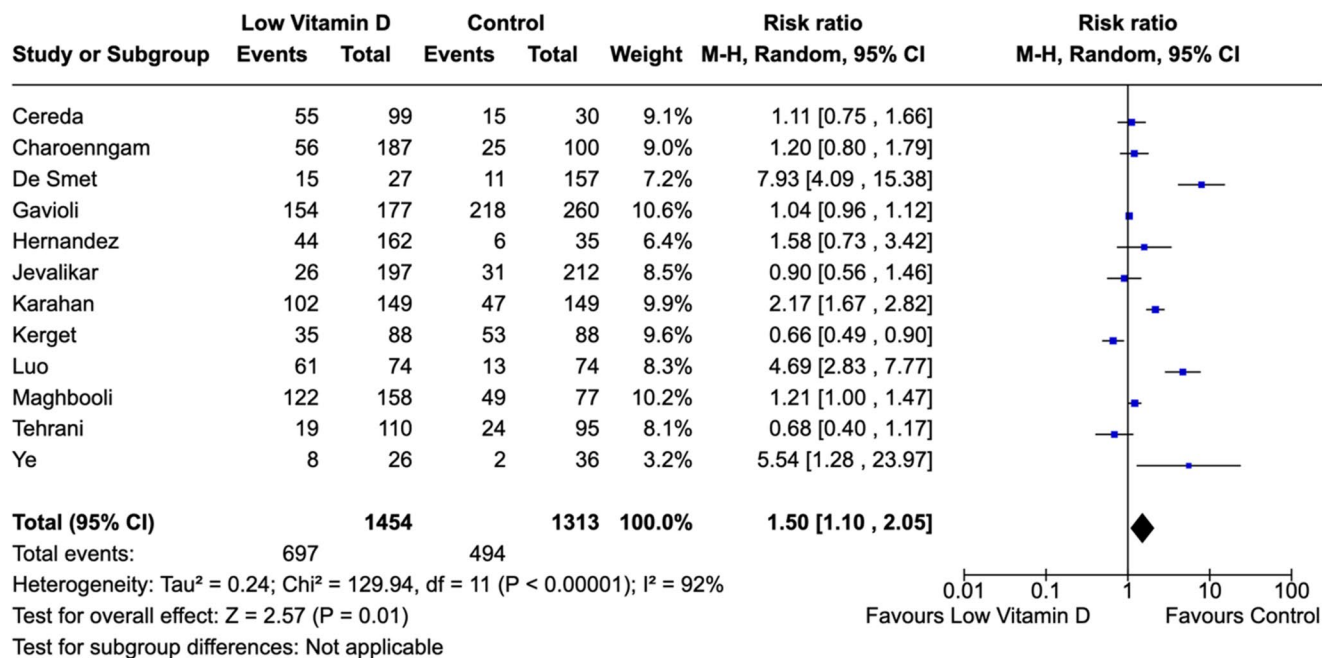 Low Vitamin D Control Risk ratio Risk ratio
Study or Subgroup Events Total Events Total Weight M-H, Random, 95% CI M-H, Random, 95% CI
Cereda 55 99 15 30 9.1% 1.11 [0.75 , 1.66]
Charoenngam 56 187 25 100 9.0% 1.20 [0.80 , 1.79]
De Smet 15 27 11 157 7.2% 7.93 [4.09 , 15.38]
Gavioli 154 177 218 260 10.6% 1.04 [0.96 , 1.12]
Hernandez 44 162 6 35 6.4% 1.58 [0.73 , 3.42]
Jevalikar 26 197 31 212 8.5% 0.90 [0.56 , 1.46]
Karahan 102 149 47 149 9.9% 2.17 [1.67 , 2.82]
Kerget 35 88 53 88 9.6% 0.66 [0.49 , 0.90]
Luo 61 74 13 74 8.3% 4.69 [2.83 , 7.77]
Maghbooli 122 158 49 77 10.2% 1.21 [1.00 , 1.47]
Tehrani 19 110 24 95 8.1% 0.68 [0.40 , 1.17]
Ye 8 26 2 36 3.2% 5.54 [1.28 , 23.97]
Total (95% CI) 1454 1313 100.0% 1.50 [1.10 , 2.05]
Total events: 697 494
Heterogeneity: Tau² = 0.24; Chi² = 129.94, df = 11 (P < 0.00001); I² = 92%
Test for overall effect: Z = 2.57 (P = 0.01)
Test for subgroup differences: Not applicable
0.01 0.1 1 10 100
Favours Low Vitamin D Favours Control